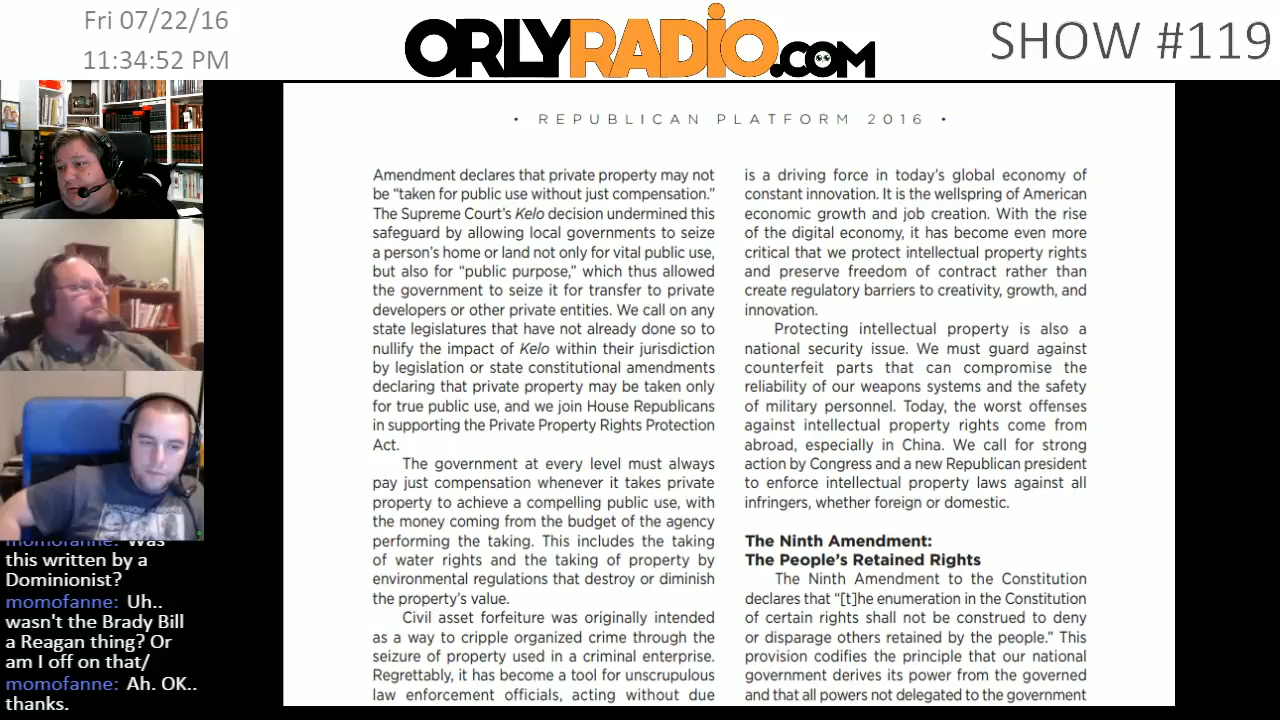 Fri 07/22/16
11:34:52 PM
ORLYRADIO.COM
SHOW #119
• REPUBLICAN PLATFORM 2016 •
Amendment declares that private property may not
be “taken for public use without just compensation.”
The Supreme Court’s Kelo decision undermined this
safeguard by allowing local governments to seize
a person’s home or land not only for vital public use,
but also for “public purpose,” which thus allowed
the government to seize it for transfer to private
developers or other private entities. We call on any
state legislatures that have not already done so to
nullify the impact of Kelo within their jurisdiction
by legislation or state constitutional amendments
declaring that private property may be taken only
for true public use, and we join House Republicans
in supporting the Private Property Rights Protection
Act.
The government at every level must always
pay just compensation whenever it takes private
property to achieve a compelling public use, with
the money coming from the budget of the agency
performing the taking. This includes the taking
of water rights and the taking of property by
environmental regulations that destroy or diminish
the property’s value.
Civil asset forfeiture was originally intended
as a way to cripple organized crime through the
seizure of property used in a criminal enterprise.
Regrettably, it has become a tool for unscrupulous
law enforcement officials, acting without due
is a driving force in today’s global economy of
constant innovation. It is the wellspring of American
economic growth and job creation. With the rise
of the digital economy, it has become even more
critical that we protect intellectual property rights
and preserve freedom of contract rather than
create regulatory barriers to creativity, growth, and
innovation.
Protecting intellectual property is also a
national security issue. We must guard against
counterfeit parts that can compromise the
reliability of our weapons systems and the safety
of military personnel. Today, the worst offenses
against intellectual property rights come from
abroad, especially in China. We call for strong
action by Congress and a new Republican president
to enforce intellectual property laws against all
infringers, whether foreign or domestic.
The Ninth Amendment:
The People’s Retained Rights
The Ninth Amendment to the Constitution
declares that “[t]he enumeration in the Constitution
of certain rights shall not be construed to deny
or disparage others retained by the people.” This
provision codifies the principle that our national
government derives its power from the governed
and that all powers not delegated to the government
momofanne: Was
this written by a
Dominionist?
momofanne: Uh..
wasn't the Brady Bill
a Reagan thing? Or
am I off on that/
momofanne: Ah. OK..
thanks.